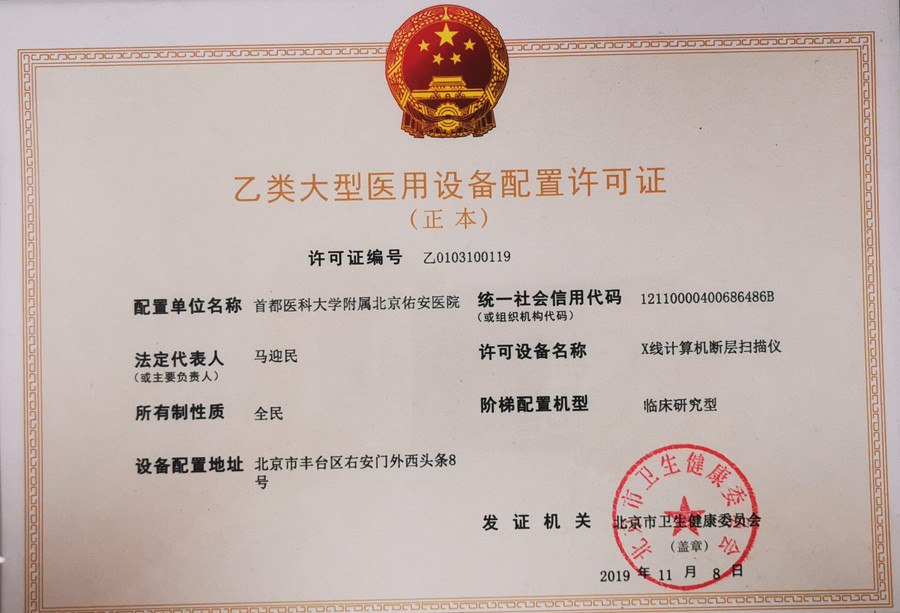 乙类大型医用设备配置许可证
（正 本）
许可证编号 乙0103100119
配置单位名称 首都医科大学附属北京佑安医院
统一社会信用代码 12110000400686486B
（或组织机构代码）
法定代表人 马迎民
（或主要负责人）
许可设备名称 X线计算机断层扫描仪
所有制性质 全民
阶梯配置机型 临床研究型
设备配置地址 北京市丰台区右安门外西头条8
号
发证机关 北京市卫生健康委员会
（盖章）
2019 年 11 月 8 日
北京市卫生健康委员会